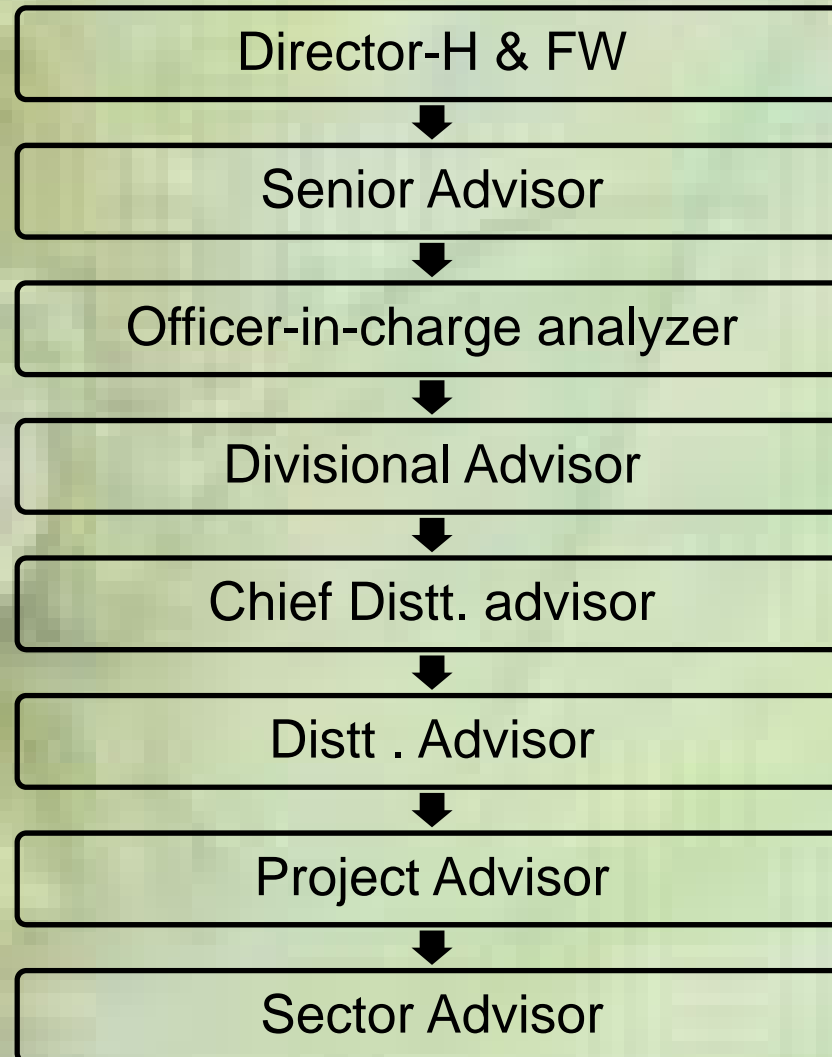 Director-H & FW
Senior Advisor
Officer-in-charge analyzer
Divisional Advisor
Chief Distt. advisor
Distt . Advisor
Project Advisor
Sector Advisor